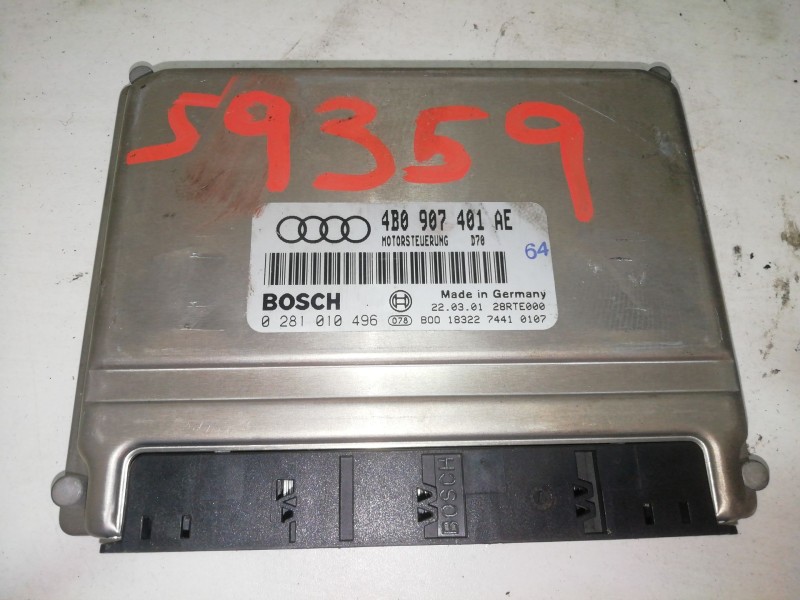 59359
4B0 907 401 AE
MOTORSTEUERUNG D70
64
BOSCH
Made in Germany
22.03.01 28RTE000
0 281 010 496 078 B00 18322 7441 0107
BOSCH